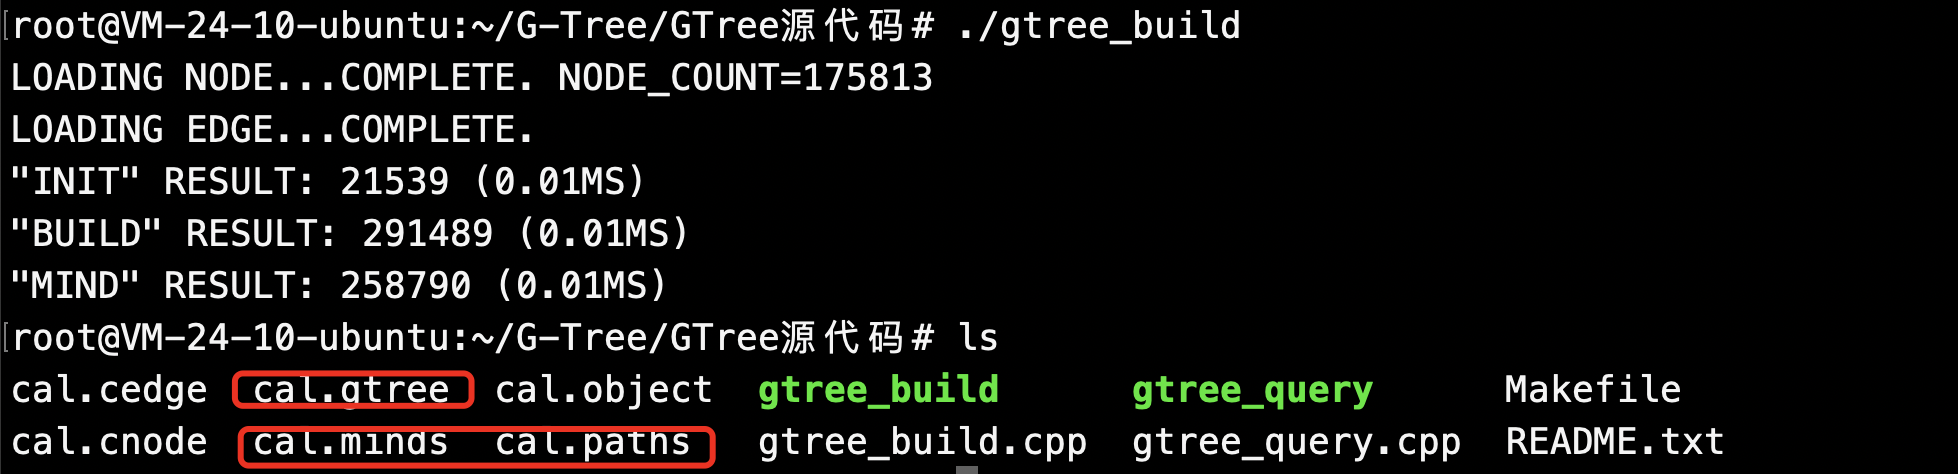 [root@VM-24-10-ubuntu:~/G-Tree/GTree源代码# ./gtree_build
LOADING NODE...COMPLETE. NODE_COUNT=175813
LOADING EDGE...COMPLETE.
"INIT" RESULT: 21539 (0.01MS)
"BUILD" RESULT: 291489 (0.01MS)
"MIND" RESULT: 258790 (0.01MS)
[root@VM-24-10-ubuntu:~/G-Tree/GTree源代码# ls
cal.cedge cal.gtree cal.object gtree_build gtree_query Makefile
cal.cnode cal.minds cal.paths gtree_build.cpp gtree_query.cpp README.txt